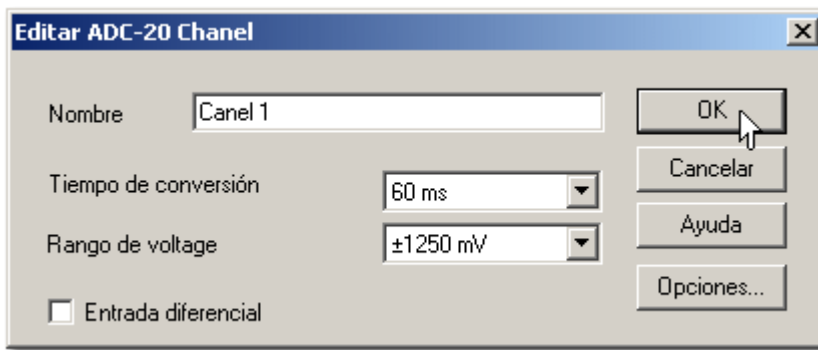 Editar ADC-20 Chanel
Nombre
Canel 1
OK
Tiempo de conversión
60 ms
Cancelar
Rango de voltage
±1250 mV
Ayuda
Entrada diferencial
Opciones...